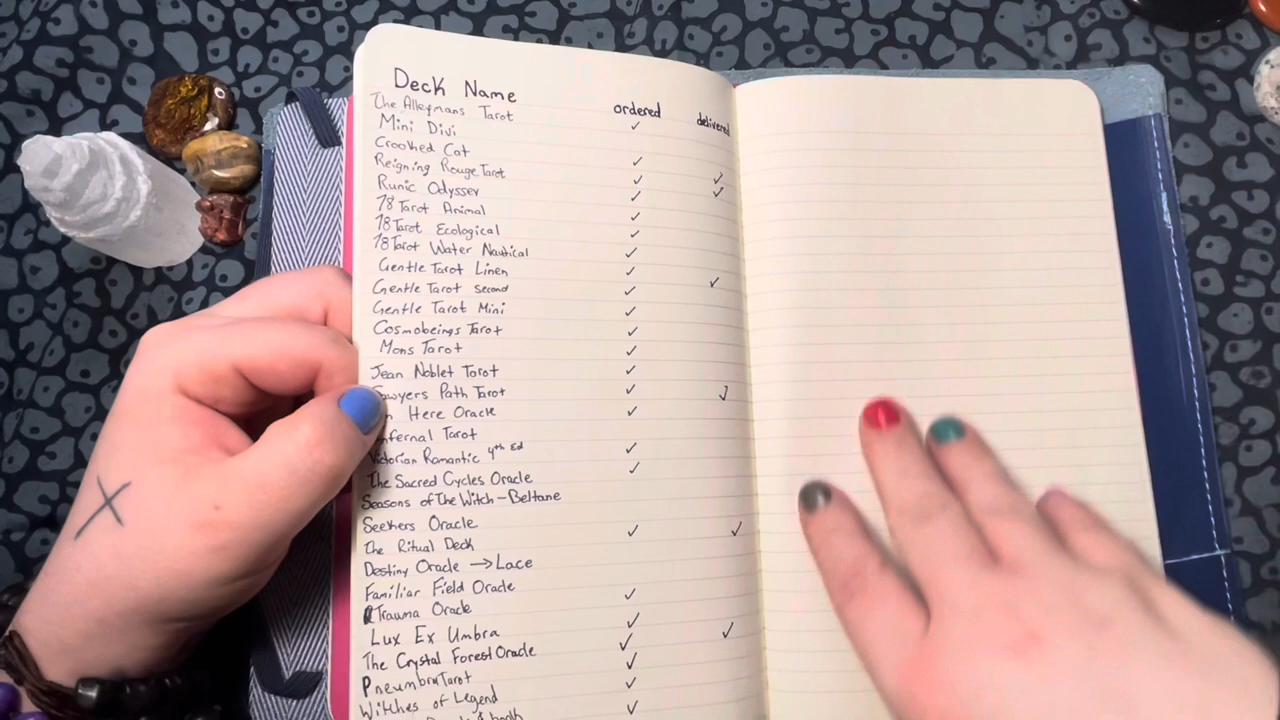 Deck Name ordered delivered
The Alleymans Tarot ✓
Mini Divi
Crooked Cat ✓
Reigning Rouge Tarot ✓ ✓
Runic Odyssey ✓ ✓
78 Tarot Animal ✓
78 Tarot Ecological ✓
78 Tarot Water Nautical ✓
Gentle Tarot Linen ✓
Gentle Tarot Second ✓ ✓
Gentle Tarot Mini ✓
Cosmobeings Tarot ✓
Mons Tarot ✓
Jean Noblet Tarot ✓
Sawyers Path Tarot ✓ ✓
Here Oracle ✓
Infernal Tarot
Victorian Romantic 4th Ed ✓
The Sacred Cycles Oracle ✓
Seasons of The Witch - Beltane
Seekers Oracle
The Ritual Deck ✓ ✓
Destiny Oracle → Lace
Familiar Field Oracle ✓
Trauma Oracle ✓
Lux Ex Umbra ✓ ✓
The Crystal Forest Oracle ✓
Pneumbra Tarot ✓
Witches of Legend ✓